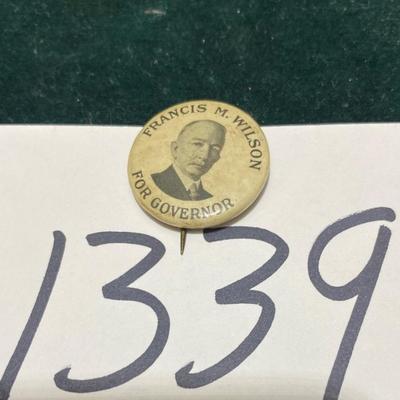 FRANCIS M. WILSON
FOR GOVERNOR
1339